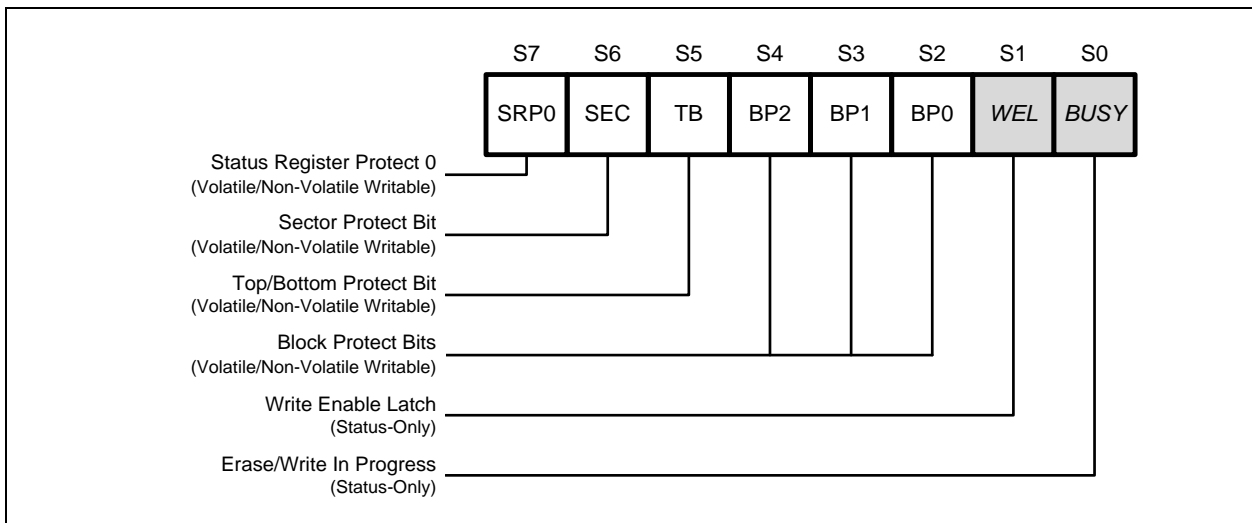 S7 S6 S5 S4 S3 S2 S1 S0
SRP0 SEC TB BP2 BP1 BP0 WEL BUSY
Status Register Protect 0
(Volatile/Non-Volatile Writable)
Sector Protect Bit
(Volatile/Non-Volatile Writable)
Top/Bottom Protect Bit
(Volatile/Non-Volatile Writable)
Block Protect Bits
(Volatile/Non-Volatile Writable)
Write Enable Latch
(Status-Only)
Erase/Write In Progress
(Status-Only)